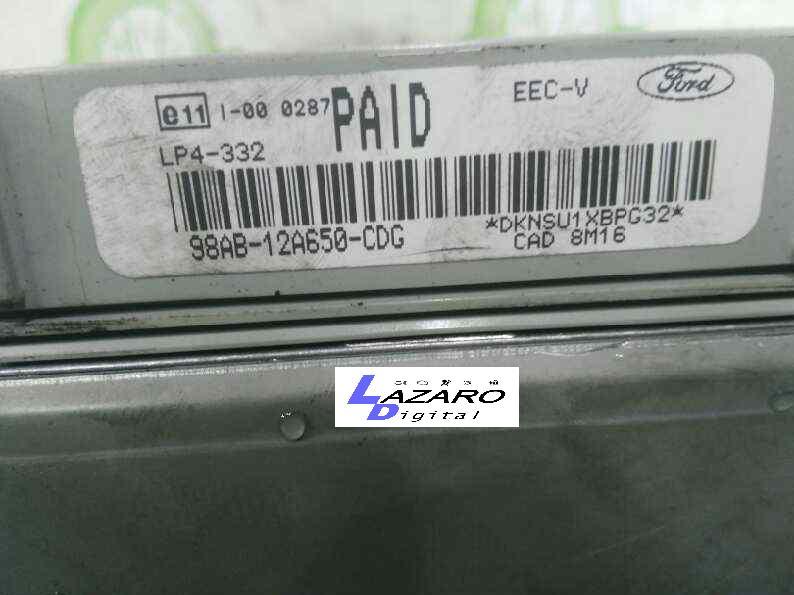 e11 I-00 0287 PAID EEC-V Ford
LP4-332
98AB-12A650-CDG *DKNSU1XBPG32*
CAD 8M16
LAZARO
Digital